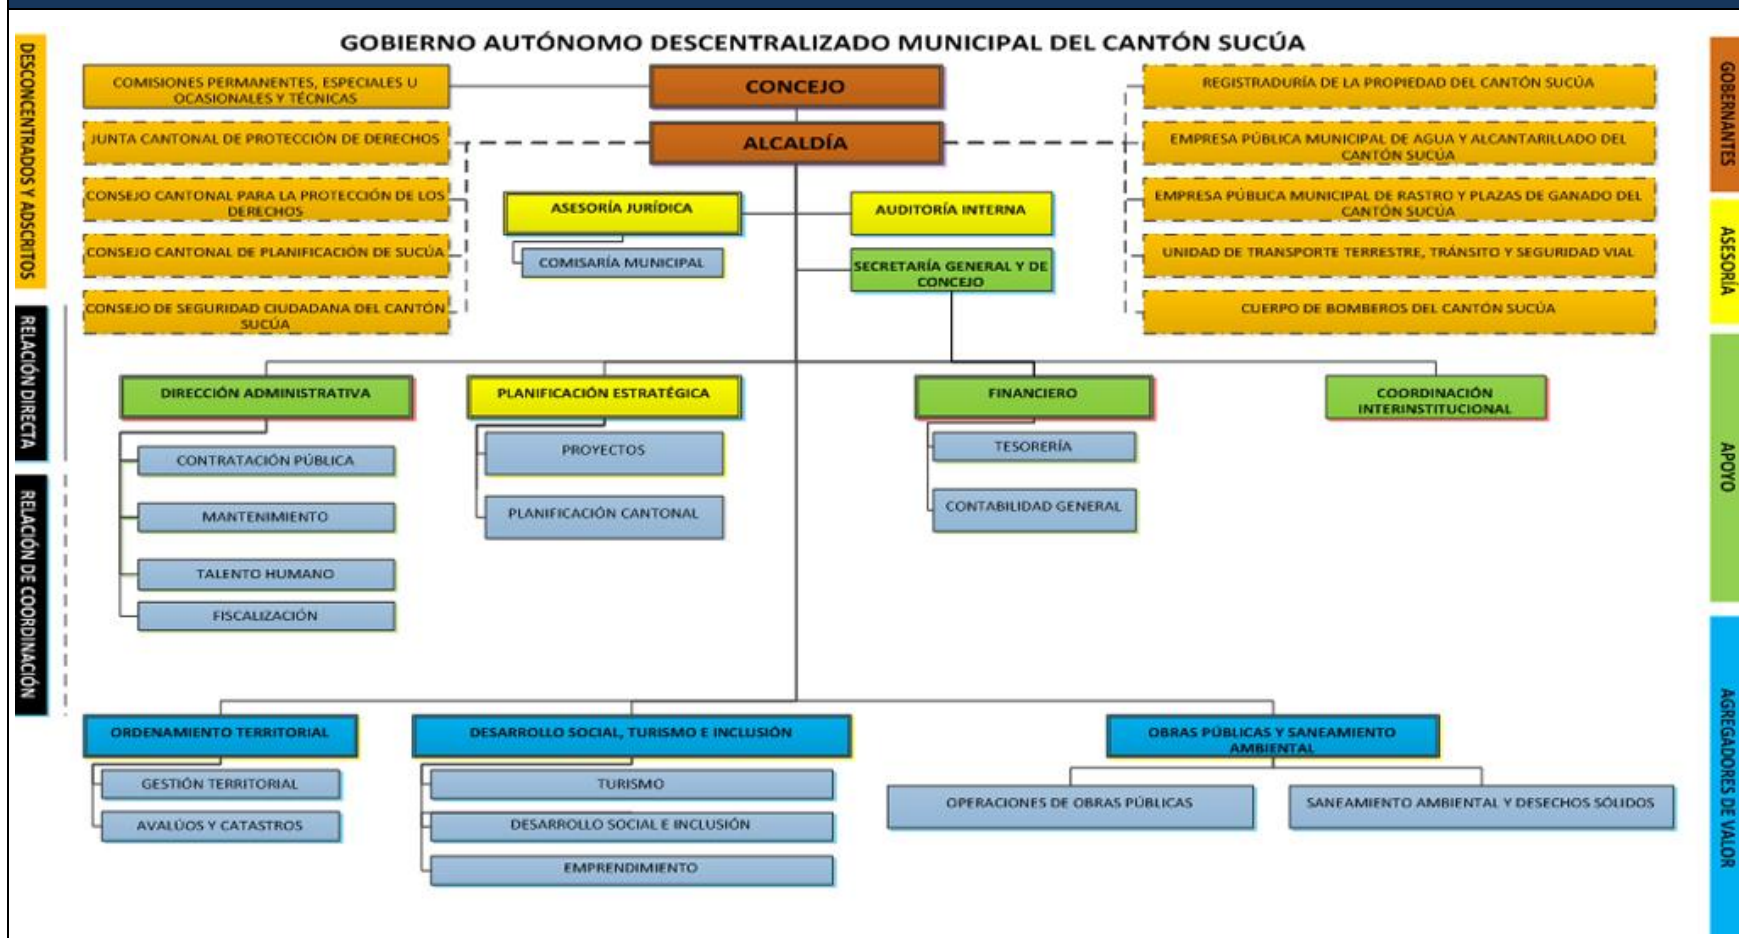 GOBIERNO AUTÓNOMO DESCENTRALIZADO MUNICIPAL DEL CANTÓN SUCÚA
DESCONCENTRADOS Y ADSCRITOS
RELACIÓN DIRECTA
RELACIÓN DE COORDINACIÓN
COMISIONES PERMANENTES, ESPECIALES U
OCASIONALES Y TÉCNICAS
JUNTA CANTONAL DE PROTECCIÓN DE DERECHOS
CONSEJO CANTONAL PARA LA PROTECCIÓN DE LOS
DERECHOS
CONSEJO CANTONAL DE PLANIFICACIÓN DE SUCÚA
CONSEJO DE SEGURIDAD CIUDADANA DEL CANTÓN
SUCÚA
CONCEJO
ALCALDÍA
ASESORÍA JURÍDICA
COMISARÍA MUNICIPAL
AUDITORÍA INTERNA
SECRETARÍA GENERAL Y DE
CONCEJO
REGISTRADURÍA DE LA PROPIEDAD DEL CANTÓN SUCÚA
EMPRESA PÚBLICA MUNICIPAL DE AGUA Y ALCANTARILLADO DEL
CANTÓN SUCÚA
EMPRESA PÚBLICA MUNICIPAL DE RASTRO Y PLAZAS DE GANADO DEL
CANTÓN SUCÚA
UNIDAD DE TRANSPORTE TERRESTRE, TRÁNSITO Y SEGURIDAD VIAL
CUERPO DE BOMBEROS DEL CANTÓN SUCÚA
DIRECCIÓN ADMINISTRATIVA
CONTRATACIÓN PÚBLICA
MANTENIMIENTO
TALENTO HUMANO
FISCALIZACIÓN
PLANIFICACIÓN ESTRATÉGICA
PROYECTOS
PLANIFICACIÓN CANTONAL
FINANCIERO
TESORERÍA
CONTABILIDAD GENERAL
COORDINACIÓN
INTERINSTITUCIONAL
ORDENAMIENTO TERRITORIAL
GESTIÓN TERRITORIAL
AVALÚOS Y CATASTROS
DESARROLLO SOCIAL, TURISMO E INCLUSIÓN
TURISMO
DESARROLLO SOCIAL E INCLUSIÓN
EMPRENDIMIENTO
OBRAS PÚBLICAS Y SANEAMIENTO
AMBIENTAL
OPERACIONES DE OBRAS PÚBLICAS
SANEAMIENTO AMBIENTAL Y DESECHOS SÓLIDOS
GOBERNANTES
ASESORÍA
APOYO
AGREGADORES DE VALOR